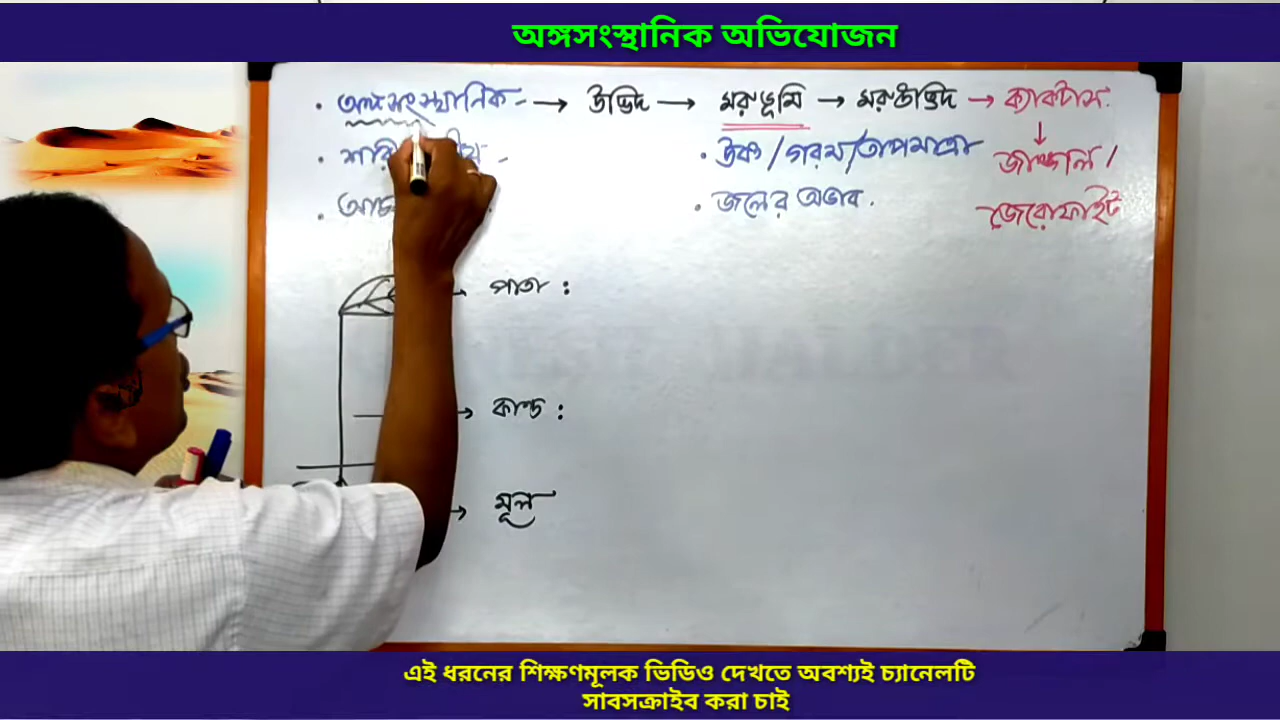 অঙ্গসংস্থানিক অভিযোজন
• অঙ্গসংস্থানিক - → উদ্ভিদ → মরুভূমি → মরুউদ্ভিদ → ক্যাকটাস.
• উষ্ণ / গরম / তাপমাত্রা
জাঙ্গল /
• জলের অভাব.
জেরোফাইট
→ পাতা :
→ কান্ড :
→ মূল
এই ধরনের শিক্ষণমূলক ভিডিও দেখতে অবশ্যই চ্যানেলটি
সাবসক্রাইব করা চাই